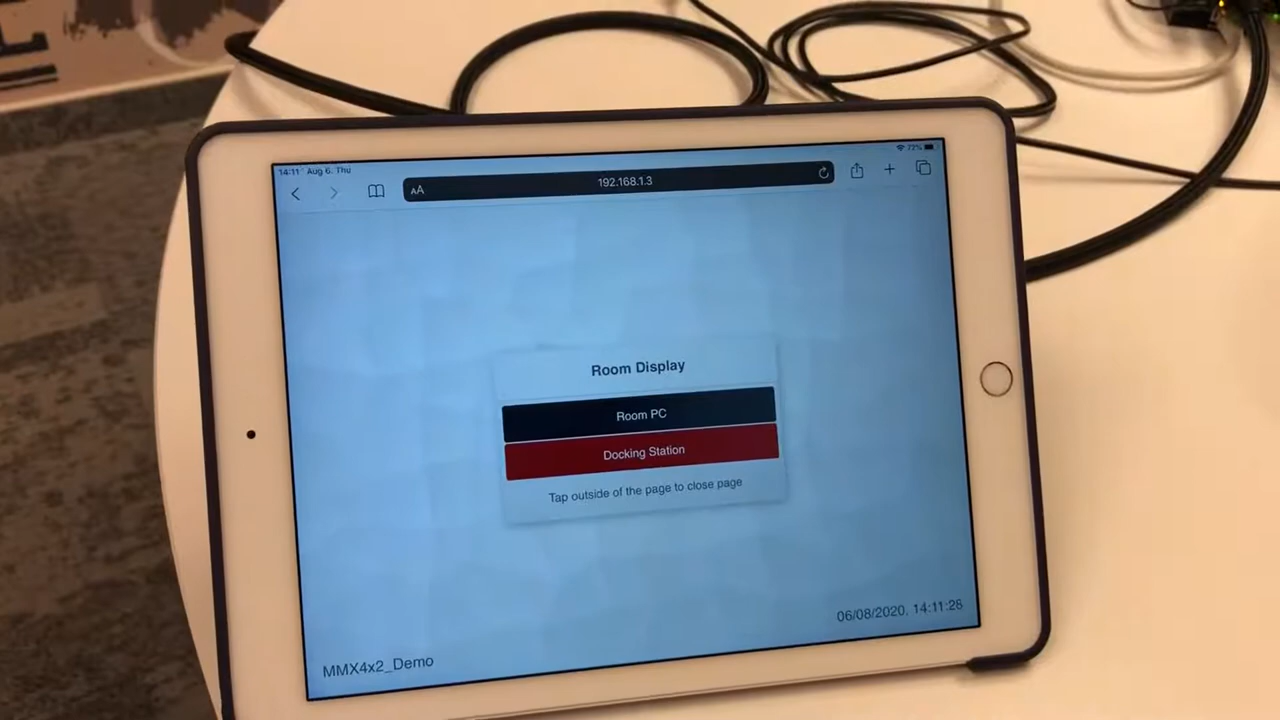 14:11 Aug 6. Thu
72%
AA
192.168.1.3
Room Display
Room PC
Docking Station
Tap outside of the page to close page
06/08/2020, 14:11:28
MMX4x2_Demo